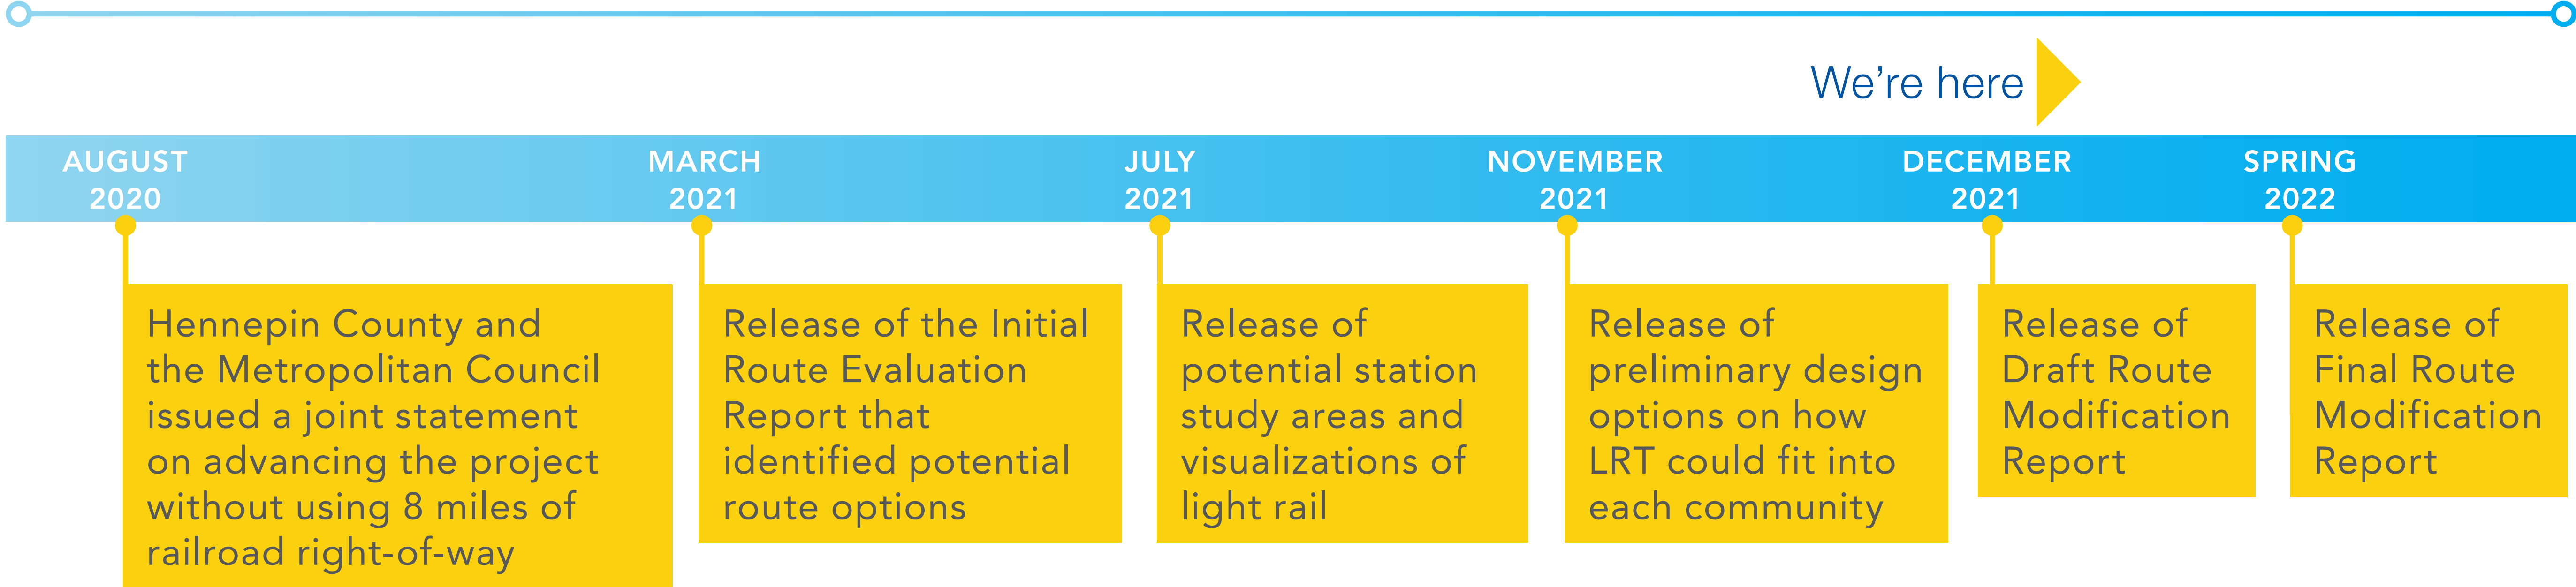 We're here
AUGUST
2020
MARCH
2021
JULY
2021
NOVEMBER
2021
DECEMBER
2021
SPRING
2022
Hennepin County and
the Metropolitan Council
issued a joint statement
on advancing the project
without using 8 miles of
railroad right-of-way
Release of the Initial
Route Evaluation
Report that
identified potential
route options
Release of
potential station
study areas and
visualizations of
light rail
Release of
preliminary design
options on how
LRT could fit into
each community
Release of
Draft Route
Modification
Report
Release of
Final Route
Modification
Report